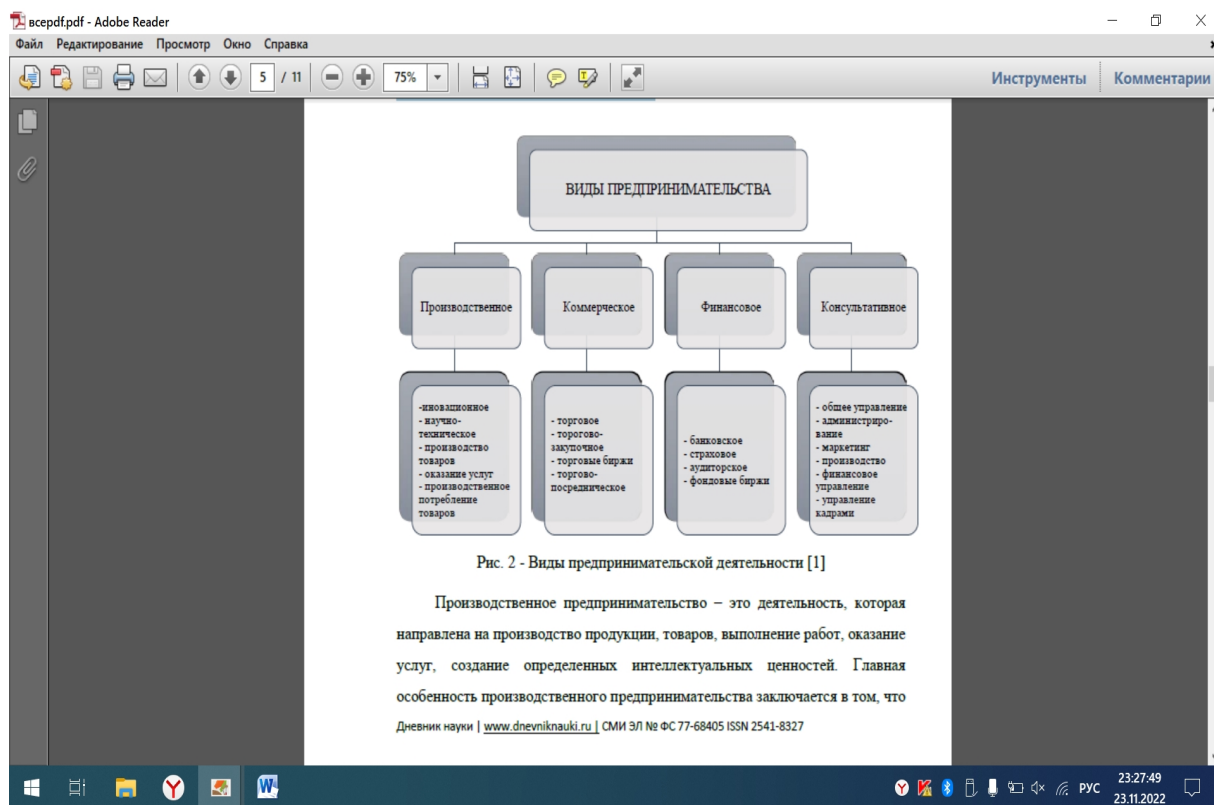 всеpdf.pdf - Adobe Reader
Файл Редактирование Просмотр Окно Справка
5 / 11
75%
Инструменты
Комментарии
ВИДЫ ПРЕДПРИНИМАТЕЛЬСТВА
Производственное
Коммерческое
Финансовое
Консультативное
-иновационное
- научно-
техническое
- производство
товаров
- оказание услуг
- производственное
потребление
товаров
- торговое
- торогово-
закупочное
- торговые биржи
- торгово-
посредническое
- банковское
- страховое
- аудиторское
- фондовые биржи
- общее управление
- администриро-
вание
- маркетинг
- производство
- финансовое
управление
- управление
кадрами
Рис. 2 - Виды предпринимательской деятельности [1]
Производственное предпринимательство – это деятельность, которая
направлена на производство продукции, товаров, выполнение работ, оказание
услуг, создание определенных интеллектуальных ценностей. Главная
особенность производственного предпринимательства заключается в том, что
Дневник науки | www.dnevniknauki.ru | СМИ ЭЛ № ФС 77-68405 ISSN 2541-8327
РУС
23:27:49
23.11.2022